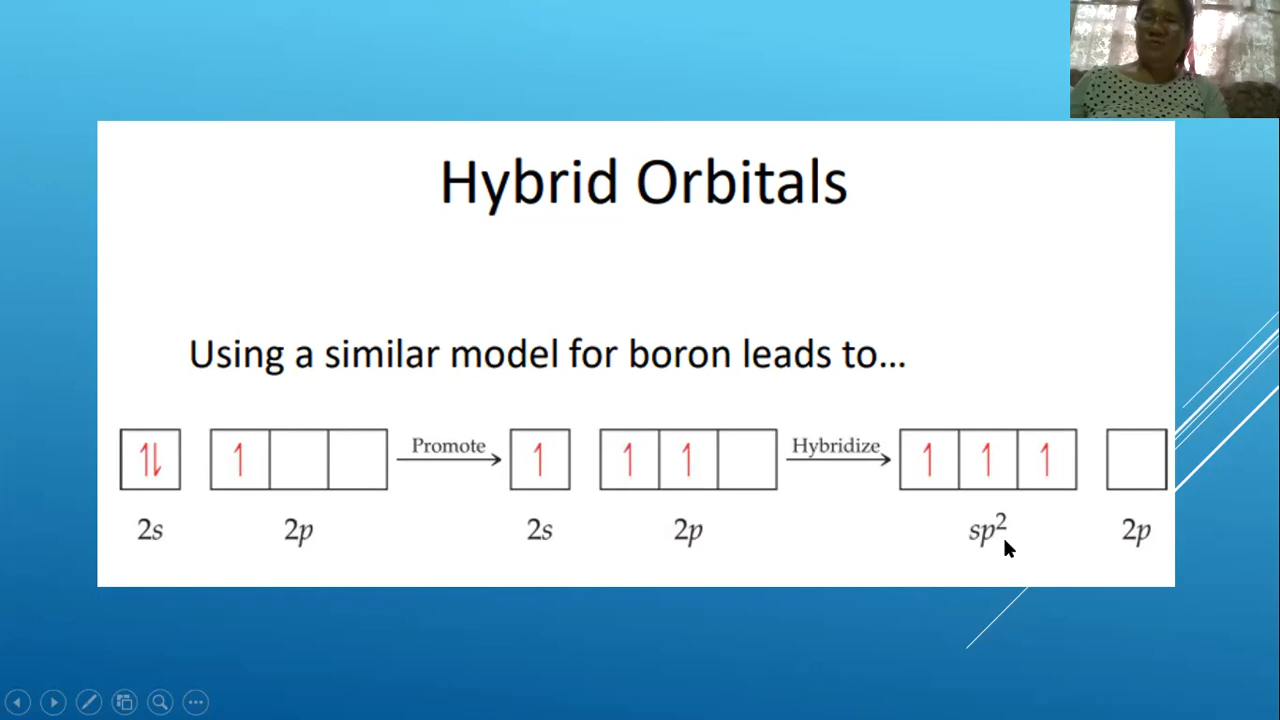 Hybrid Orbitals
Using a similar model for boron leads to...
Promote Hybridize
2s 2p 2s 2p sp² 2p